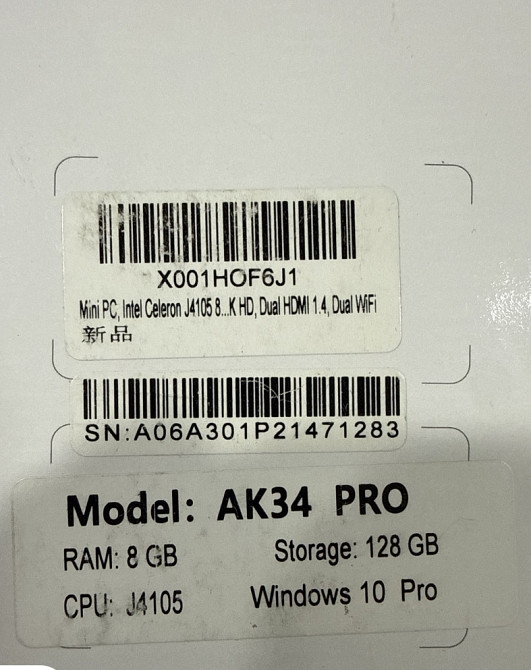 X001HOF6J1
Mini PC, Intel Celeron J4105 8...K HD, Dual HDMI 1.4, Dual WiFi
新品
SN:A06A301P21471283
Model: AK34 PRO
RAM: 8 GB Storage: 128 GB
CPU: J4105 Windows 10 Pro